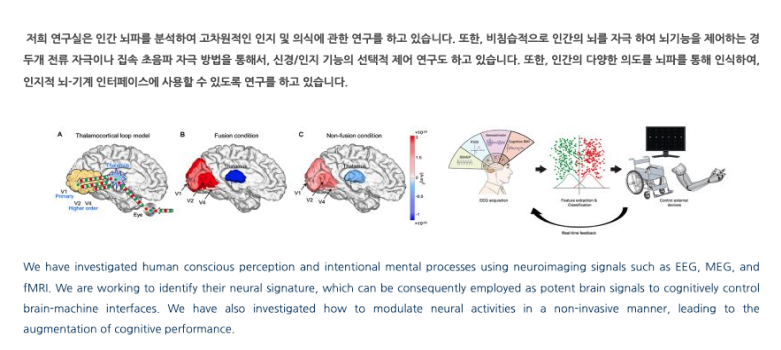 저희 연구실은 인간 뇌파를 분석하여 고차원적인 인지 및 의식에 관한 연구를 하고 있습니다. 또한, 비침습적으로 인간의 뇌를 자극 하여 뇌기능을 제어하는 경
두개 전류 자극이나 집속 초음파 자극 방법을 통해서, 신경/인지 기능의 선택적 제어 연구도 하고 있습니다. 또한, 인간의 다양한 의도를 뇌파를 통해 인식하여,
인지적 뇌-기계 인터페이스에 사용할 수 있도록 연구를 하고 있습니다.
A Thalamocortical loop model
B Fusion condition
C Non-fusion condition
Thalamus
Thalamus
Thalamus
V1
Primary
V2 V4
Higher order
Eye
V1
V2 V4
V1
V2 V4
EEG acquisition
Feature extraction &
Classification
Control external
devices
Real-time feedback
We have investigated human conscious perception and intentional mental processes using neuroimaging signals such as EEG, MEG, and
fMRI. We are working to identify their neural signature, which can be consequently employed as potent brain signals to cognitively control
brain-machine interfaces. We have also investigated how to modulate neural activities in a non-invasive manner, leading to the
augmentation of cognitive performance.